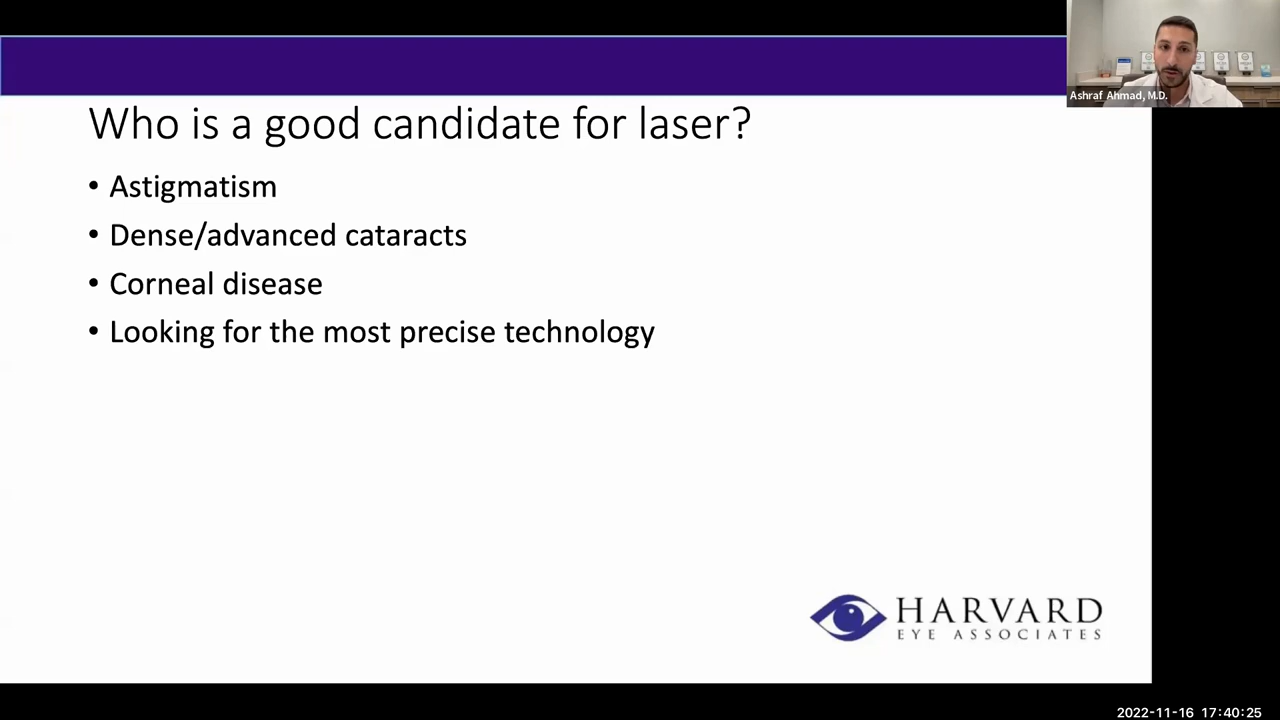 Ashraf Ahmad, M.D.
Who is a good candidate for laser?
• Astigmatism
• Dense/advanced cataracts
• Corneal disease
• Looking for the most precise technology
HARVARD
EYE ASSOCIATES
2022-11-16 17:40:25